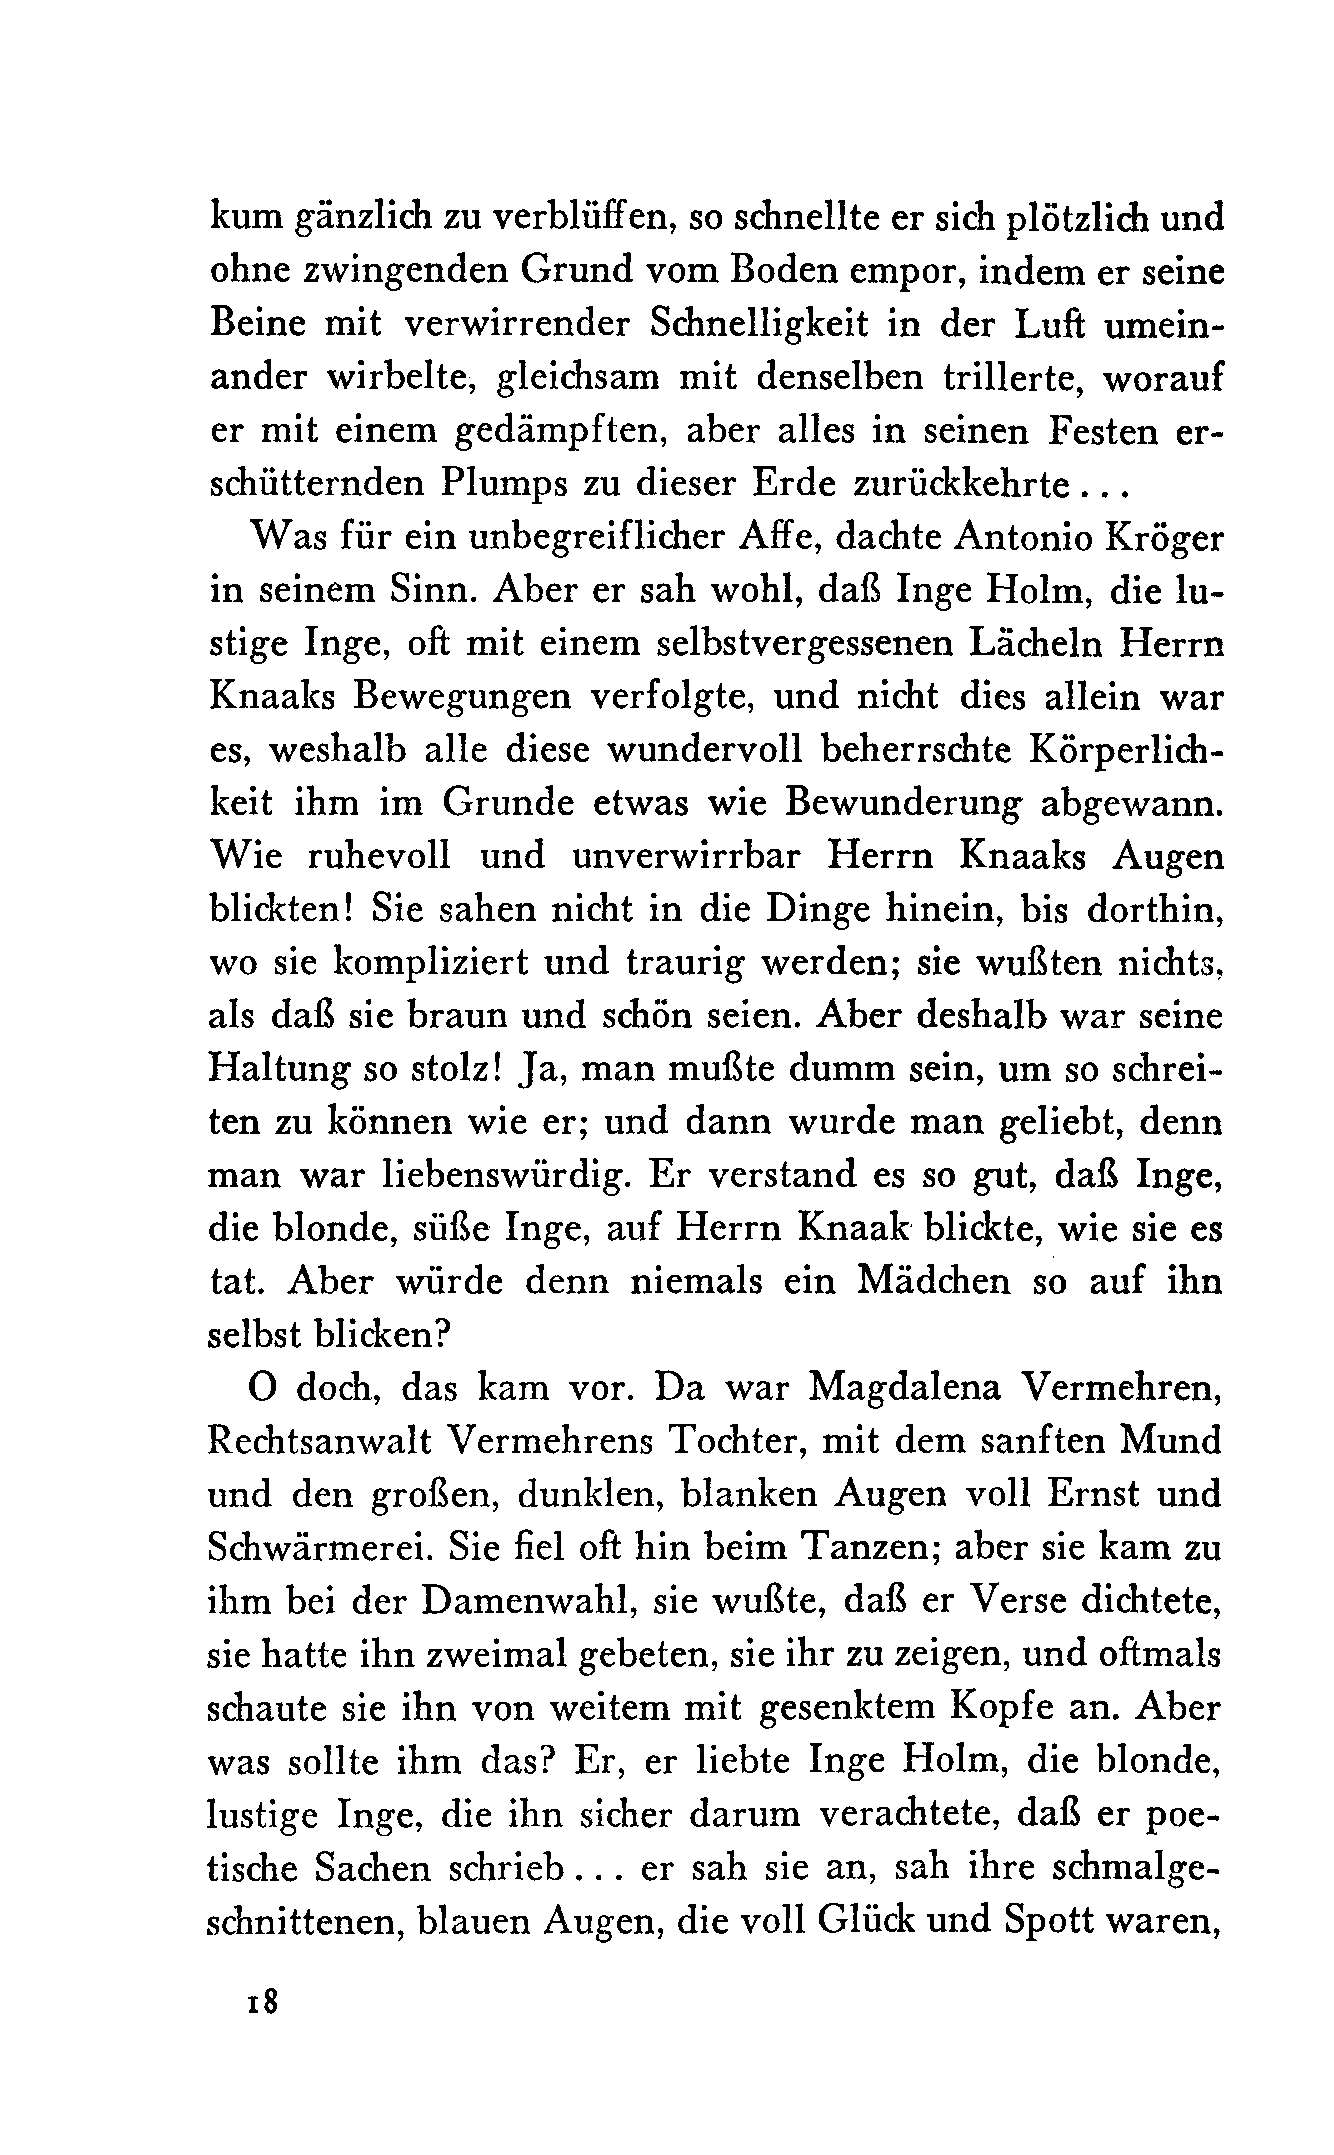 kum gänzlich zu verblüffen, so schnellte er sich plötzlich und
ohne zwingenden Grund vom Boden empor, indem er seine
Beine mit verwirrender Schnelligkeit in der Luft umein-
ander wirbelte, gleichsam mit denselben trillerte, worauf
er mit einem gedämpften, aber alles in seinen Festen er-
schütternden Plumps zu dieser Erde zurückkehrte . . .
Was für ein unbegreiflicher Affe, dachte Antonio Kröger
in seinem Sinn. Aber er sah wohl, daß Inge Holm, die lu-
stige Inge, oft mit einem selbstvergessenen Lächeln Herrn
Knaaks Bewegungen verfolgte, und nicht dies allein war
es, weshalb alle diese wundervoll beherrschte Körperlich-
keit ihm im Grunde etwas wie Bewunderung abgewann.
Wie ruhevoll und unverwirrbar Herrn Knaaks Augen
blickten! Sie sahen nicht in die Dinge hinein, bis dorthin,
wo sie kompliziert und traurig werden; sie wußten nichts,
als daß sie braun und schön seien. Aber deshalb war seine
Haltung so stolz! Ja, man mußte dumm sein, um so schrei-
ten zu können wie er; und dann wurde man geliebt, denn
man war liebenswürdig. Er verstand es so gut, daß Inge,
die blonde, süße Inge, auf Herrn Knaak blickte, wie sie es
tat. Aber würde denn niemals ein Mädchen so auf ihn
selbst blicken?
O doch, das kam vor. Da war Magdalena Vermehren,
Rechtsanwalt Vermehrens Tochter, mit dem sanften Mund
und den großen, dunklen, blanken Augen voll Ernst und
Schwärmerei. Sie fiel oft hin beim Tanzen; aber sie kam zu
ihm bei der Damenwahl, sie wußte, daß er Verse dichtete,
sie hatte ihn zweimal gebeten, sie ihr zu zeigen, und oftmals
schaute sie ihn von weitem mit gesenktem Kopfe an. Aber
was sollte ihm das? Er, er liebte Inge Holm, die blonde,
lustige Inge, die ihn sicher darum verachtete, daß er poe-
tische Sachen schrieb . . . er sah sie an, sah ihre schmalge-
schnittenen, blauen Augen, die voll Glück und Spott waren,
18